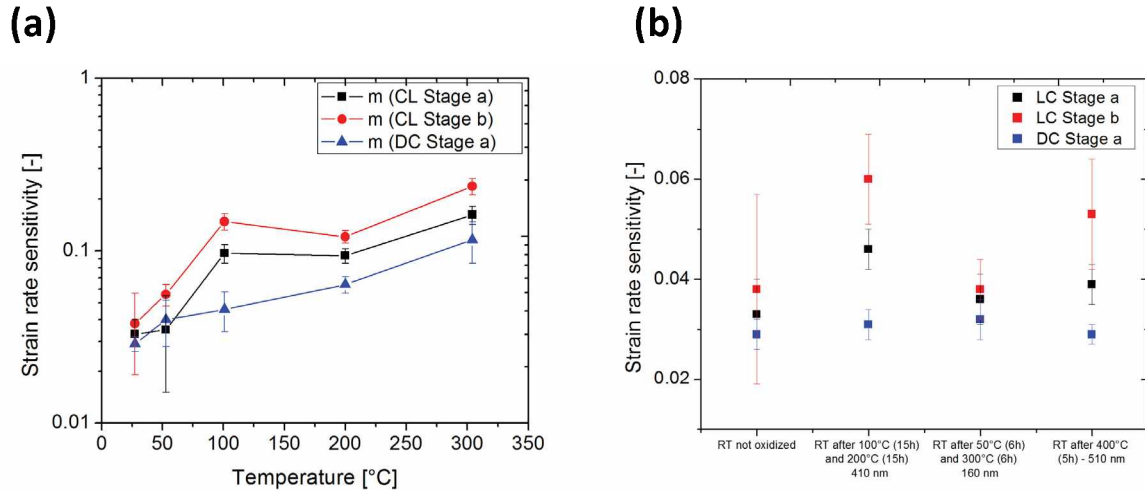 (a)
1
0.1
0.01
Strain rate sensitivity [-]
m (CL Stage a)
m (CL Stage b)
m (DC Stage a)
0 50 100 150 200 250 300 350
Temperature [°C]
(b)
0.08
0.06
0.04
0.02
Strain rate sensitivity [-]
LC Stage a
LC Stage b
DC Stage a
RT not oxidized
RT after 100°C (15h)
and 200°C (15h)
410 nm
RT after 50°C (6h)
and 300°C (6h)
160 nm
RT after 400°C
(5h) - 510 nm